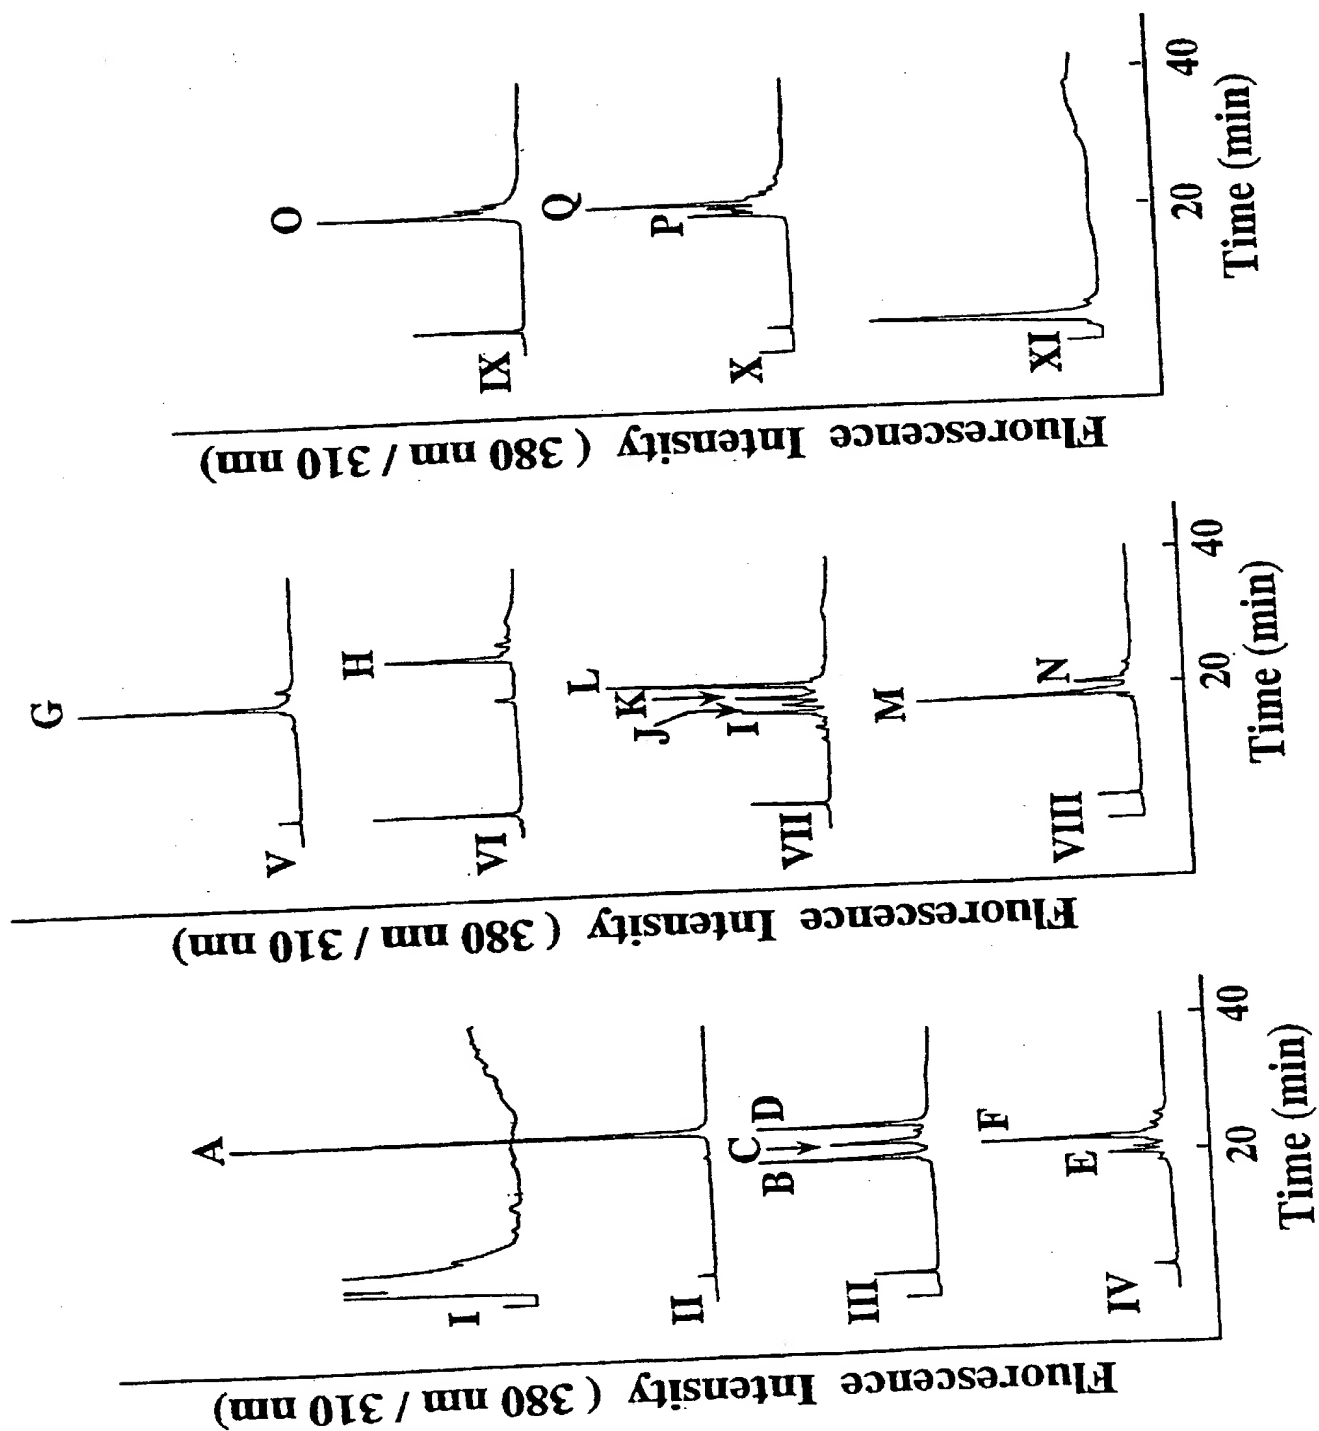 Fluorescence Intensity ( 380 nm / 310 nm)
A
I
II
B
C
D
III
E
F
IV
20
40
Time (min)
Fluorescence Intensity ( 380 nm / 310 nm)
G
V
H
VI
I
J
K
L
VII
M
N
VIII
20
40
Time (min)
Fluorescence Intensity ( 380 nm / 310 nm)
O
IX
P
Q
X
XI
20
40
Time (min)